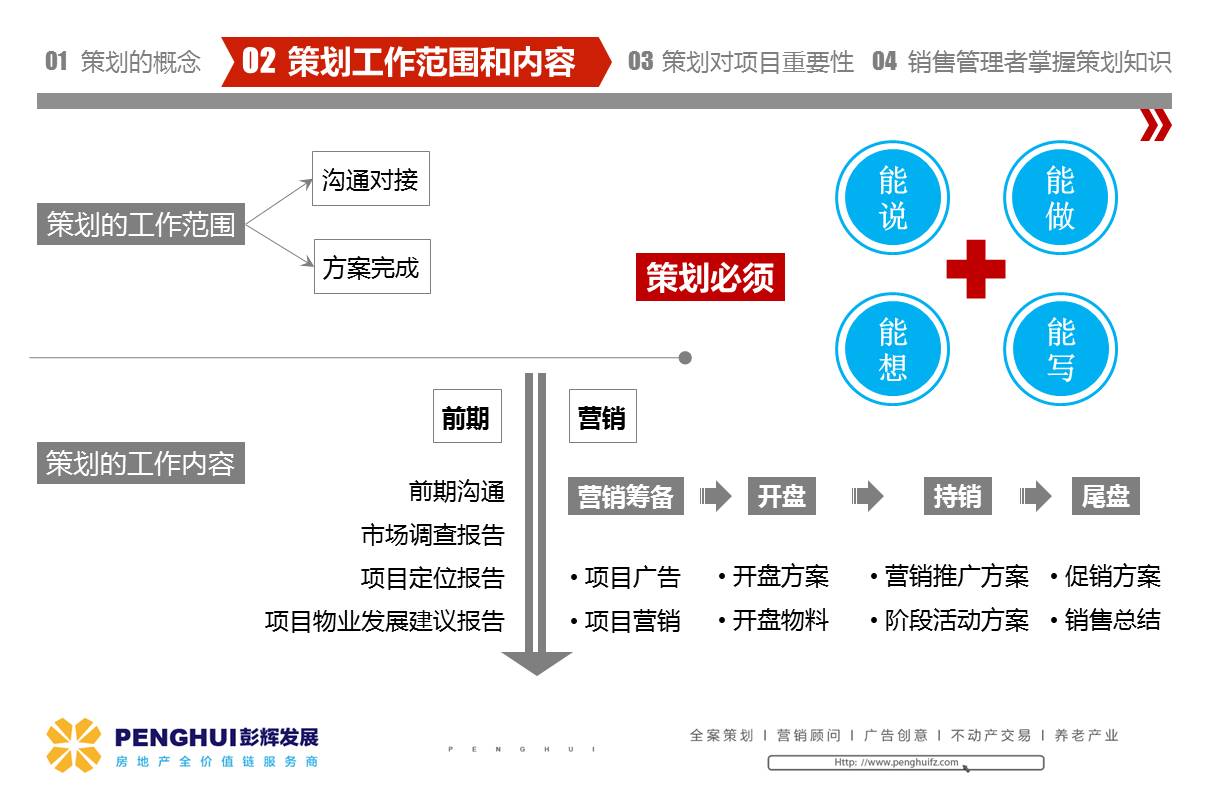 01 策划的概念 02 策划工作范围和内容 03 策划对项目重要性 04 销售管理者掌握策划知识
策划的工作范围
沟通对接
方案完成
策划必须
能说
能做
能想
能写
策划的工作内容
前期
前期沟通
市场调查报告
项目定位报告
项目物业发展建议报告
营销
营销筹备 开盘 持销 尾盘
• 项目广告 • 开盘方案 • 营销推广方案 • 促销方案
• 项目营销 • 开盘物料 • 阶段活动方案 • 销售总结
PENGHUI彭辉发展
房地产全价值链服务商
PENGHUI
全案策划 I 营销顾问 I 广告创意 I 不动产交易 I 养老产业
Http: //www.penghuifz.com